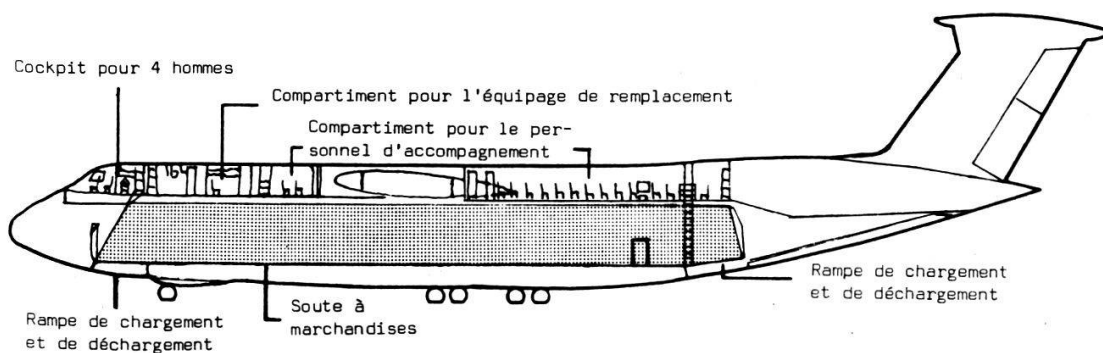 Cockpit pour 4 hommes
Compartiment pour l'équipage de remplacement
Compartiment pour le per-
sonnel d'accompagnement
Rampe de chargement
et de déchargement
Soute à
marchandises
Rampe de chargement
et de déchargement